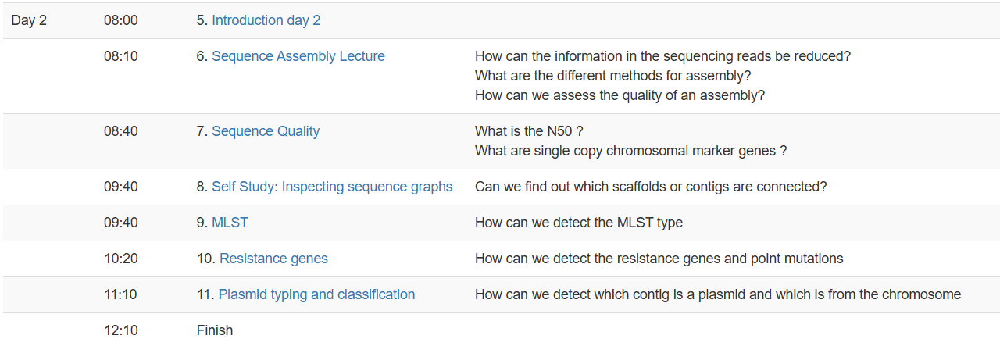 Day 2 08:00 5. Introduction day 2
08:10 6. Sequence Assembly Lecture How can the information in the sequencing reads be reduced?
What are the different methods for assembly?
How can we assess the quality of an assembly?
08:40 7. Sequence Quality What is the N50 ?
What are single copy chromosomal marker genes ?
09:40 8. Self Study: Inspecting sequence graphs Can we find out which scaffolds or contigs are connected?
09:40 9. MLST How can we detect the MLST type
10:20 10. Resistance genes How can we detect the resistance genes and point mutations
11:10 11. Plasmid typing and classification How can we detect which contig is a plasmid and which is from the chromosome
12:10 Finish